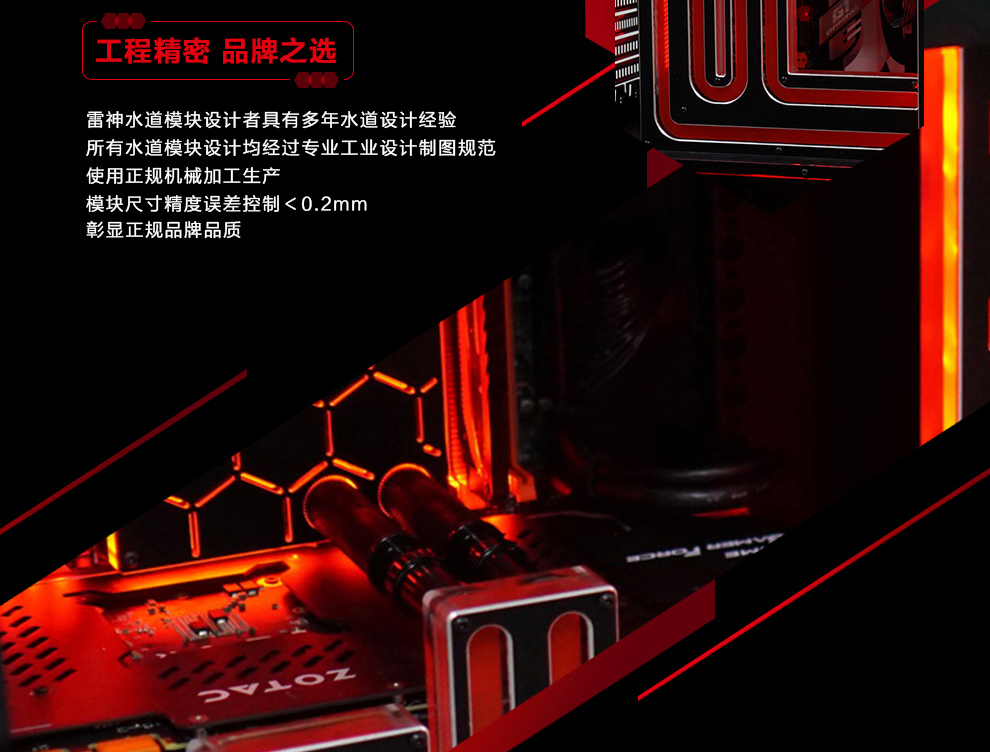 工程精密 品牌之选
雷神水道模块设计者具有多年水道设计经验
所有水道模块设计均经过专业工业设计制图规范
使用正规机械加工生产
模块尺寸精度误差控制＜0.2mm
彰显正规品牌品质
GAMER FORCE
ZOTAC